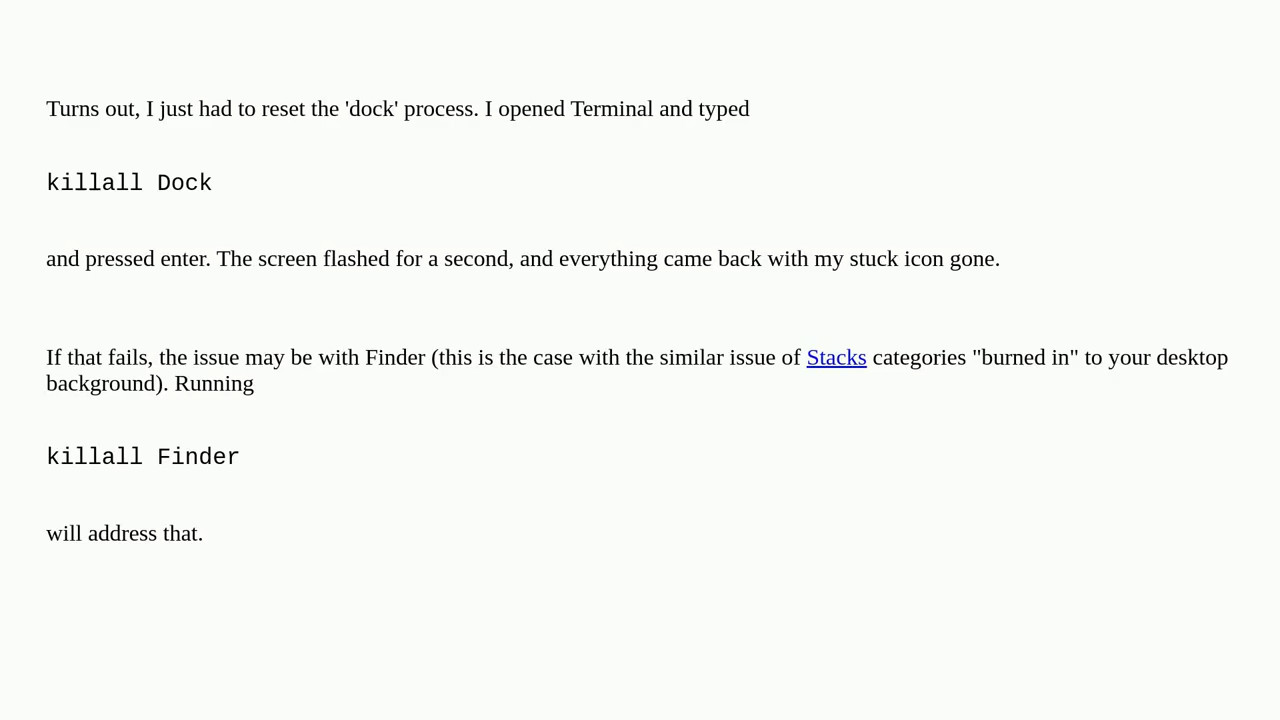 Turns out, I just had to reset the 'dock' process. I opened Terminal and typed
killall Dock
and pressed enter. The screen flashed for a second, and everything came back with my stuck icon gone.
If that fails, the issue may be with Finder (this is the case with the similar issue of Stacks categories "burned in" to your desktop
background). Running
killall Finder
will address that.